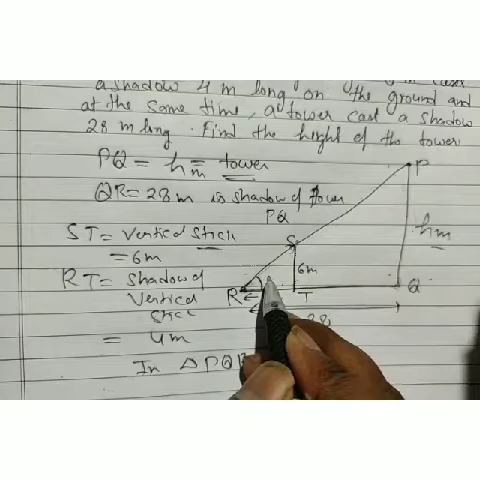 a shadow 4 m long on the ground and
at the same time, a tower cast a shadow
28 m long. Find the height of the tower
PQ = hm = tower
QR = 28 m is shadow of tower
PQ
ST = Vertical Stick
= 6m
RT = Shadow of
Vertical
Stick
= 4m
In △PQR
P
S
hm
6m
R
T
Q
28